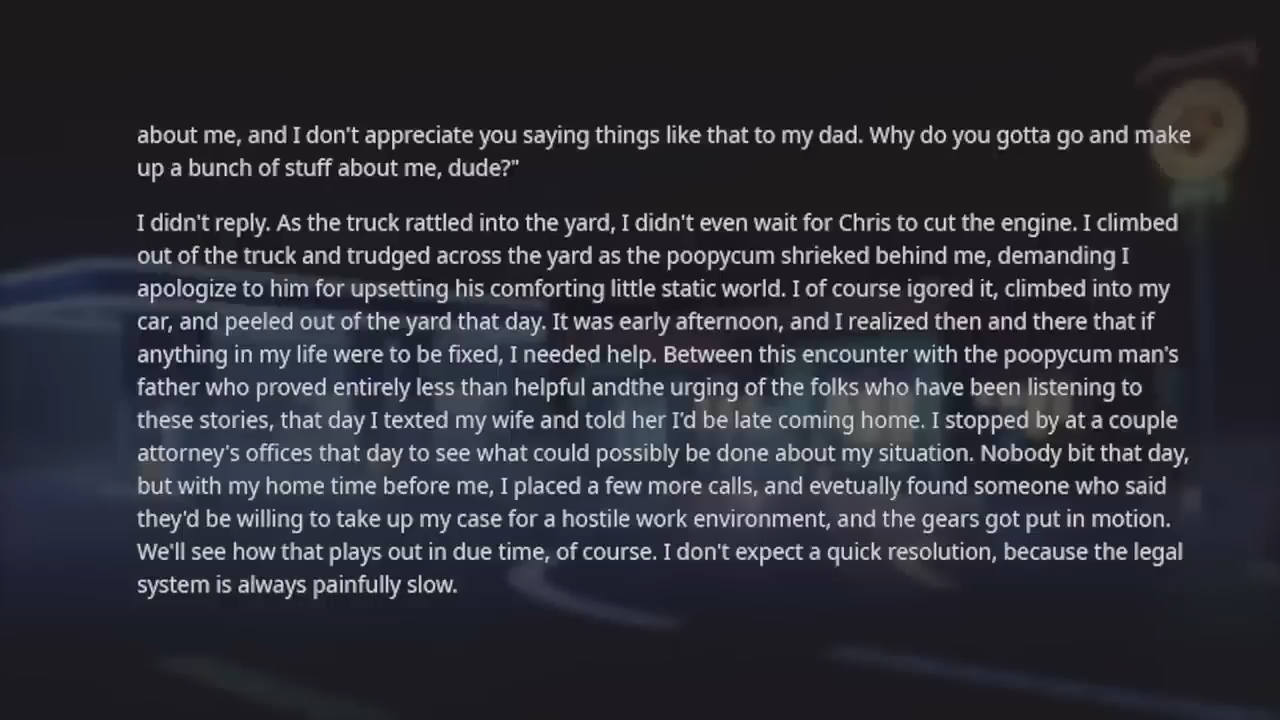 about me, and I don't appreciate you saying things like that to my dad. Why do you gotta go and make
up a bunch of stuff about me, dude?"
I didn't reply. As the truck rattled into the yard, I didn't even wait for Chris to cut the engine. I climbed
out of the truck and trudged across the yard as the poopycum shrieked behind me, demanding I
apologize to him for upsetting his comforting little static world. I of course igored it, climbed into my
car, and peeled out of the yard that day. It was early afternoon, and I realized then and there that if
anything in my life were to be fixed, I needed help. Between this encounter with the poopycum man's
father who proved entirely less than helpful andthe urging of the folks who have been listening to
these stories, that day I texted my wife and told her I'd be late coming home. I stopped by at a couple
attorney's offices that day to see what could possibly be done about my situation. Nobody bit that day,
but with my home time before me, I placed a few more calls, and evetually found someone who said
they'd be willing to take up my case for a hostile work environment, and the gears got put in motion.
We'll see how that plays out in due time, of course. I don't expect a quick resolution, because the legal
system is always painfully slow.